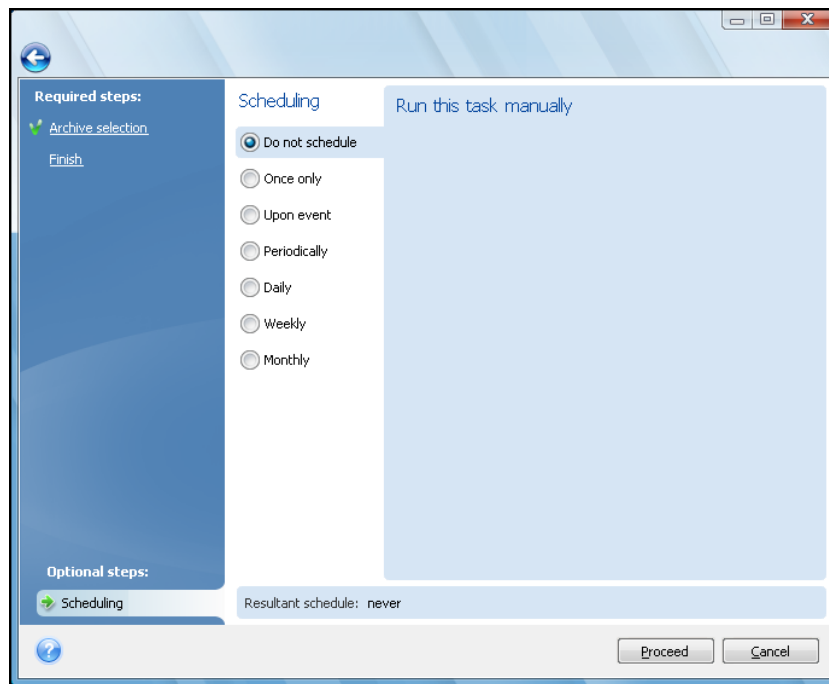 Required steps:
Archive selection
Finish
Optional steps:
Scheduling
Scheduling
Do not schedule
Once only
Upon event
Periodically
Daily
Weekly
Monthly
Run this task manually
Resultant schedule: never
Proceed
Cancel